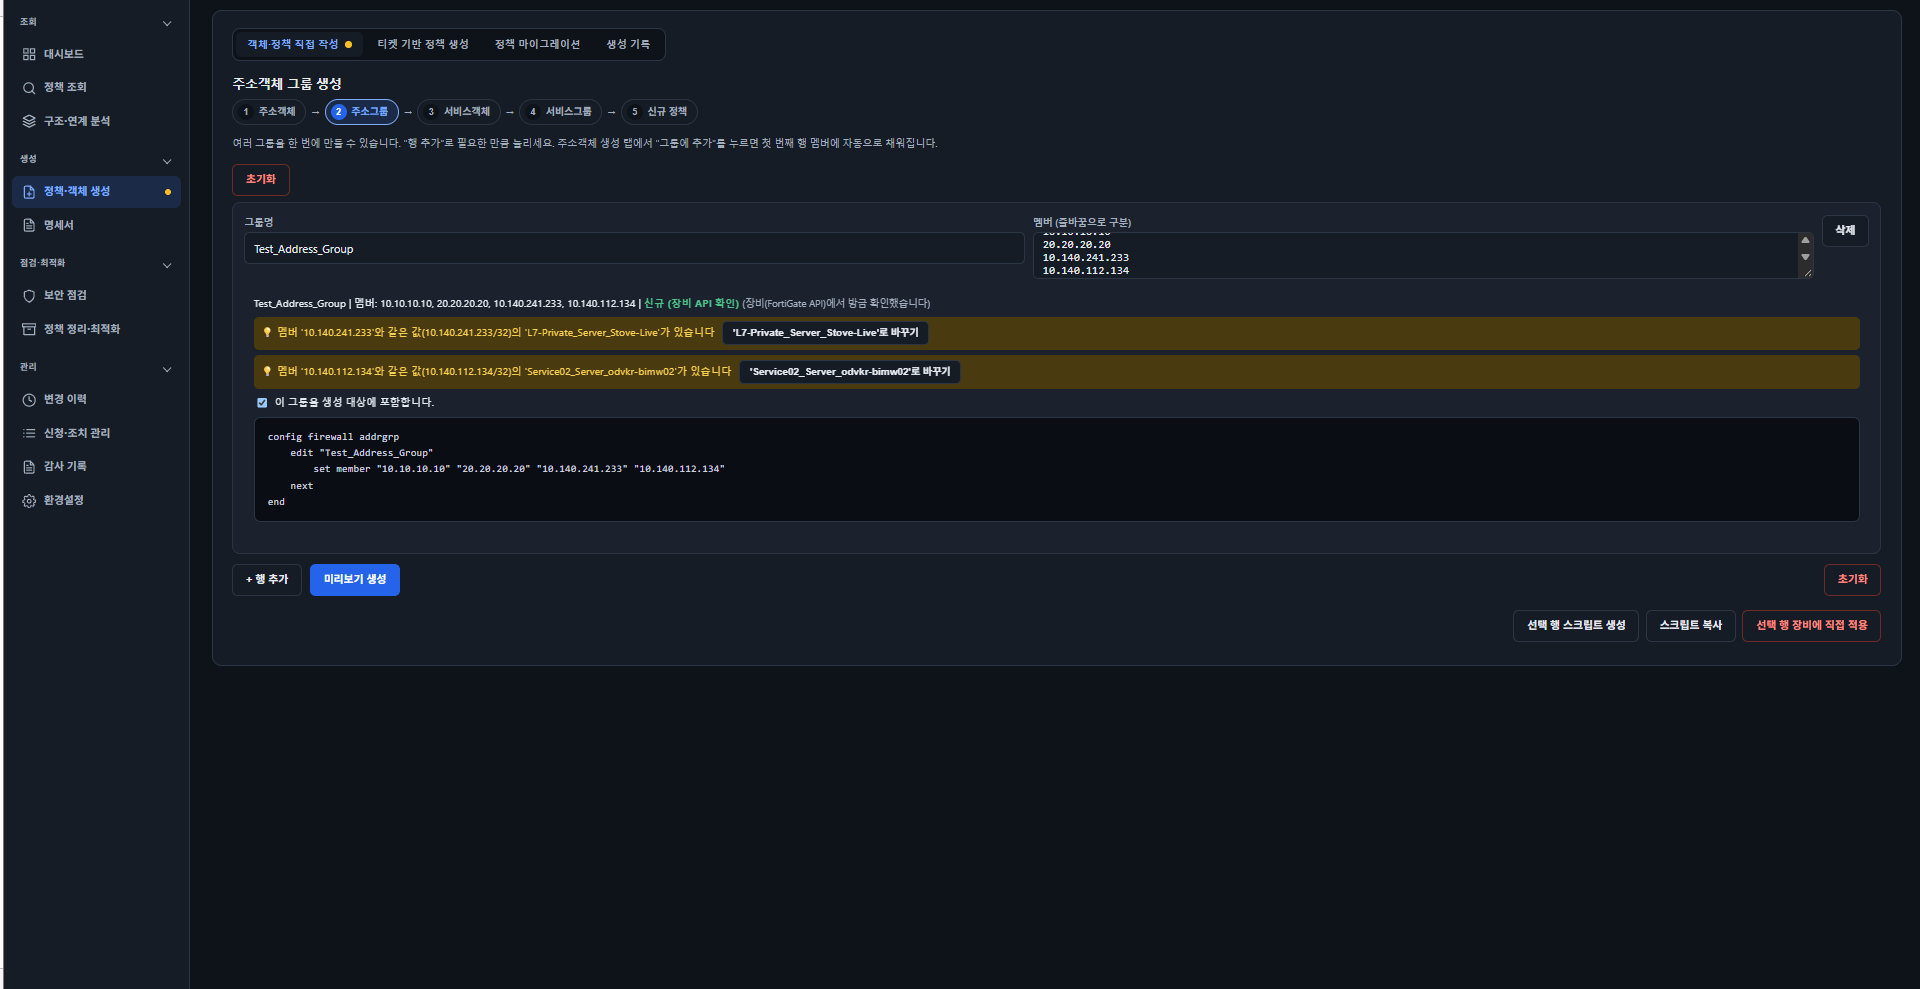 조회
대시보드
정책 조회
구조·연계 분석
생성
정책·객체 생성
명세서
점검·최적화
보안 점검
정책 정리·최적화
관리
변경 이력
신청·조치 관리
감사 기록
환경설정
객체·정책 직접 작성
티켓 기반 정책 생성
정책 마이그레이션
생성 기록
주소객체 그룹 생성
1 주소객체 → 2 주소그룹 → 3 서비스객체 → 4 서비스그룹 → 5 신규 정책
여러 그룹을 한 번에 만들 수 있습니다. "행 추가"로 필요한 만큼 늘리세요. 주소객체 생성 탭에서 "그룹에 추가"를 누르면 첫 번째 행 멤버에 자동으로 채워집니다.
초기화
그룹명
Test_Address_Group
멤버 (줄바꿈으로 구분)
20.20.20.20
10.140.241.233
10.140.112.134
삭제
Test_Address_Group | 멤버: 10.10.10.10, 20.20.20.20, 10.140.241.233, 10.140.112.134 | 신규 (장비 API 확인) (장비(FortiGate API)에서 방금 확인했습니다)
멤버 '10.140.241.233'와 같은 값(10.140.241.233/32)의 'L7-Private_Server_Stove-Live'가 있습니다 'L7-Private_Server_Stove-Live'로 바꾸기
멤버 '10.140.112.134'와 같은 값(10.140.112.134/32)의 'Service02_Server_odvkr-bimw02'가 있습니다 'Service02_Server_odvkr-bimw02'로 바꾸기
이 그룹을 생성 대상에 포함합니다.
config firewall addrgrp
edit "Test_Address_Group"
set member "10.10.10.10" "20.20.20.20" "10.140.241.233" "10.140.112.134"
next
end
+ 행 추가
미리보기 생성
초기화
선택 행 스크립트 생성
스크립트 복사
선택 행 장비에 직접 적용